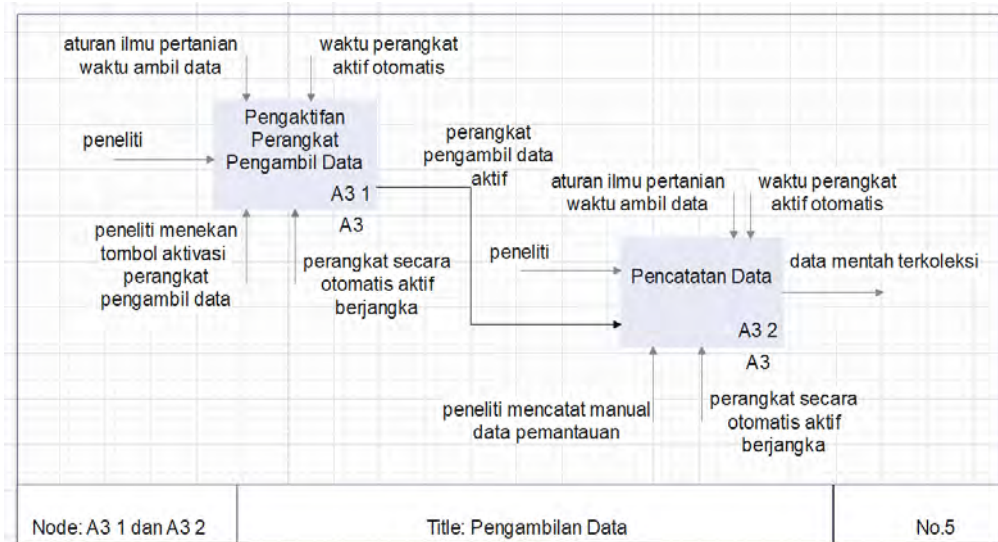 aturan ilmu pertanian
waktu ambil data
waktu perangkat
aktif otomatis
peneliti
Pengaktifan
Perangkat
Pengambil Data
A3 1
A3
perangkat
pengambil data
aktif
peneliti menekan
tombol aktivasi
perangkat
pengambil data
perangkat secara
otomatis aktif
berjangka
aturan ilmu pertanian
waktu ambil data
waktu perangkat
aktif otomatis
peneliti
Pencatatan Data
A3 2
A3
data mentah terkoleksi
peneliti mencatat manual
data pemantauan
perangkat secara
otomatis aktif
berjangka
Node: A3 1 dan A3 2
Title: Pengambilan Data
No.5